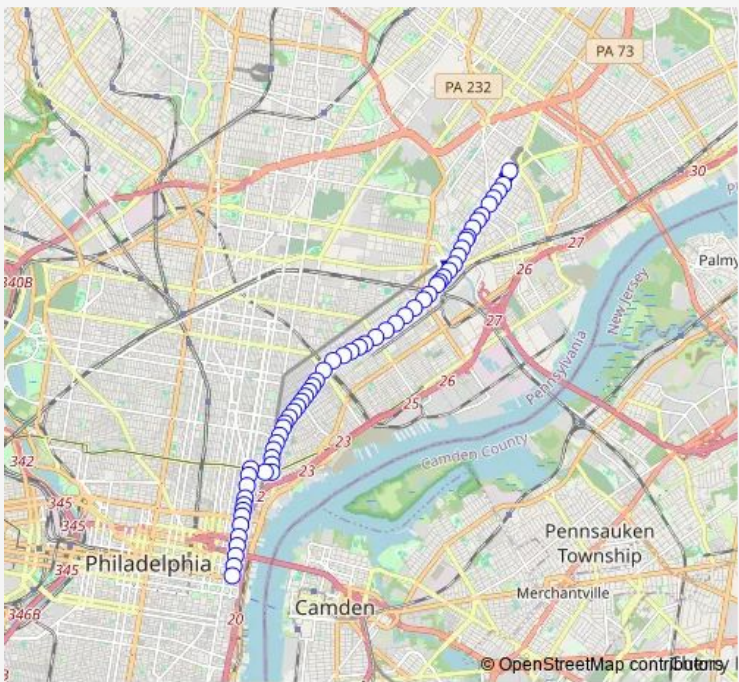 PA 73
PA 232
30
27
340B
26
Palmy
27
New Jersey
Pennsylvania
26
25
23
342
23
Camden County
2
345
345
Pennsauken
Township
345
Philadelphia
Merchantville
346B
Camden
20
© OpenStreetMap contributors